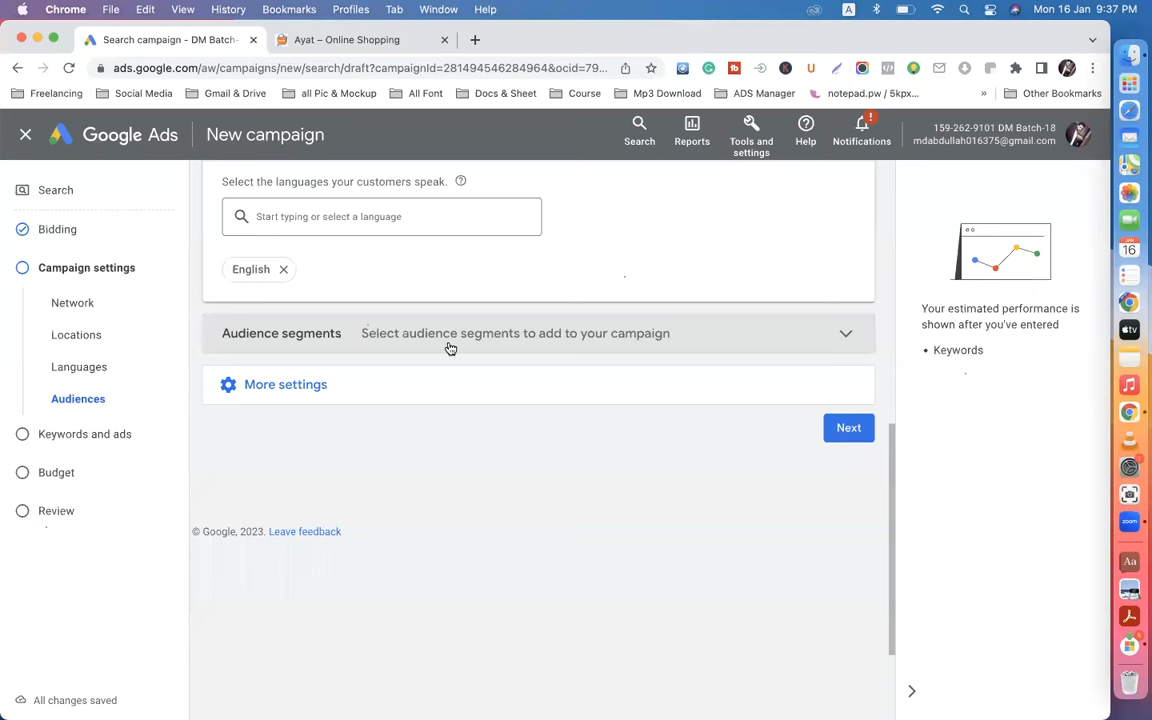 Chrome File Edit View History Bookmarks Profiles Tab Window Help
A Mon 16 Jan 9:37 PM
Search campaign - DM Batch-
Ayat – Online Shopping
ads.google.com/aw/campaigns/new/search/draft?campaignId=281494546284964&ocid=79...
Freelancing Social Media Gmail & Drive all Pic & Mockup All Font Docs & Sheet Course Mp3 Download ADS Manager notepad.pw / 5kpx... » Other Bookmarks
Google Ads New campaign
Search Reports Tools and settings Help Notifications
159-262-9101 DM Batch-18
mdabdullah016375@gmail.com
Search
Bidding
Campaign settings
Network
Locations
Languages
Audiences
Keywords and ads
Budget
Review
All changes saved
Select the languages your customers speak.
Start typing or select a language
English
Audience segments Select audience segments to add to your campaign
More settings
Next
© Google, 2023. Leave feedback
Your estimated performance is
shown after you've entered
• Keywords
16
tv
zoom
Aa